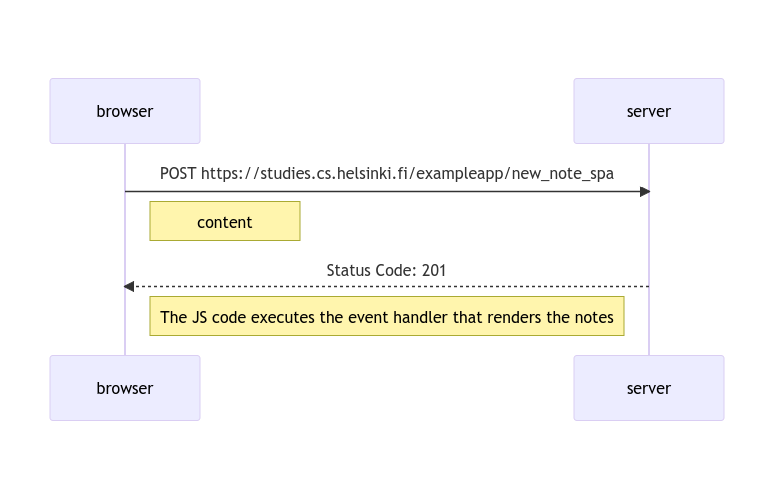 browser
server
POST https://studies.cs.helsinki.fi/exampleapp/new_note_spa
content
Status Code: 201
The JS code executes the event handler that renders the notes
browser
server